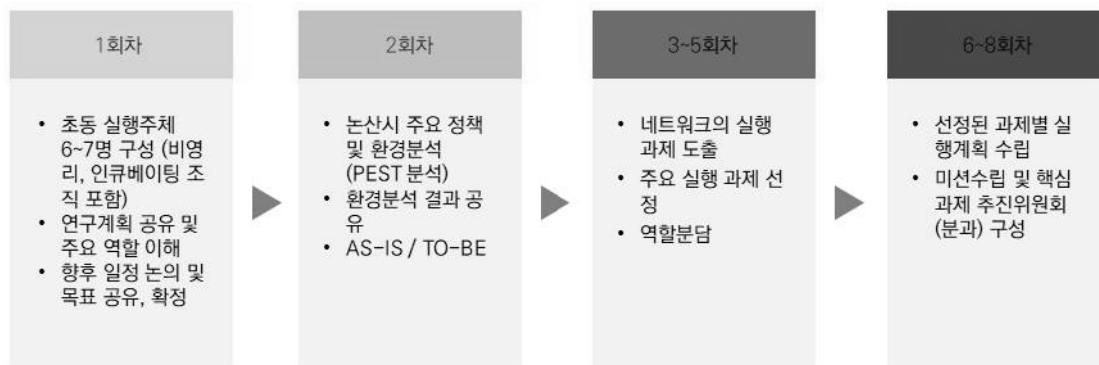 1회차
• 초동 실행주체
6~7명 구성 (비영
리, 인큐베이팅 조
직 포함)
• 연구계획 공유 및
주요 역할 이해
• 향후 일정 논의 및
목표 공유, 확정
2회차
• 논산시 주요 정책
및 환경분석
(PEST 분석)
• 환경분석 결과 공
유
• AS-IS / TO-BE
3~5회차
• 네트워크의 실행
과제 도출
• 주요 실행 과제 선
정
• 역할분담
6~8회차
• 선정된 과제별 실
행계획 수립
• 미션수립 및 핵심
과제 추진위원회
(분과) 구성